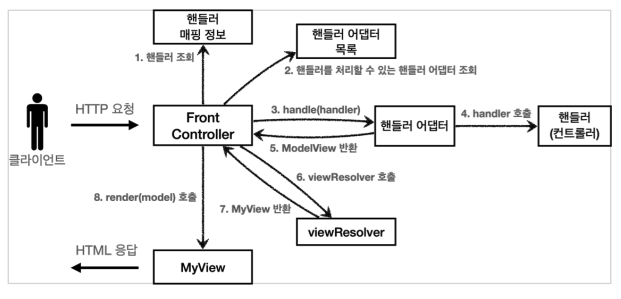 핸들러
매핑 정보
핸들러 어댑터
목록
1. 핸들러 조회
2. 핸들러를 처리할 수 있는 핸들러 어댑터 조회
HTTP 요청
Front
Controller
3. handle(handler)
핸들러 어댑터
4. handler 호출
핸들러
(컨트롤러)
5. ModelView 반환
클라이언트
6. viewResolver 호출
8. render(model) 호출
7. MyView 반환
viewResolver
HTML 응답
MyView